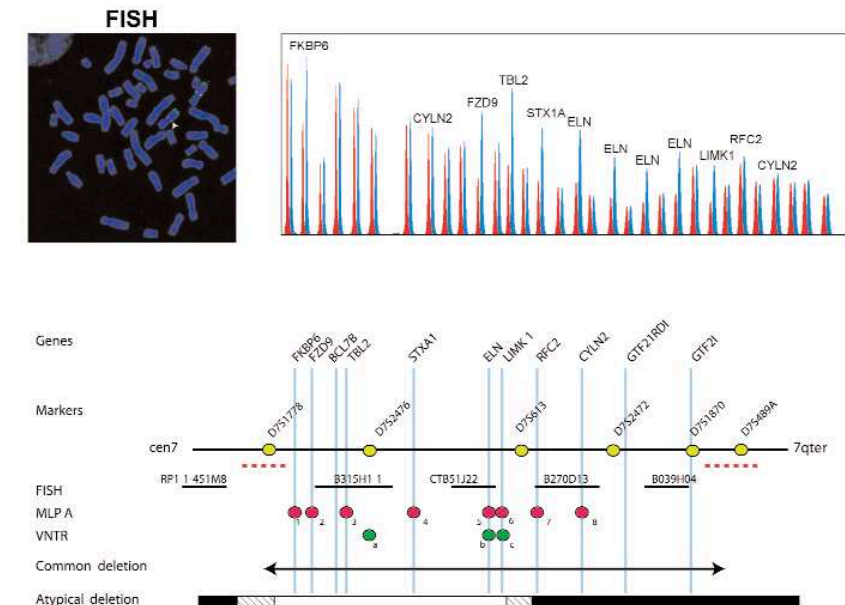 FISH
FKBP6
CYLN2
FZD9
TBL2
STX1A
ELN
ELN
ELN
ELN
LIMK1
RFC2
CYLN2
Genes
FKBP6
FZD9
BCL7B
TBL2
STXA1
ELN
LIMK 1
RFC2
CYLN2
GTF21RDI
GTF2I
Markers
D7S1778
D7S2476
D7S613
D7S2472
D7S1870
D7S489A
cen7
7qter
FISH
RP1 1-451M8
B315H1 1
CTB51J22
B270D13
B039H04
MLP A
1 2 3 4 5 6 7 8
VNTR
a b c
Common deletion
Atypical deletion